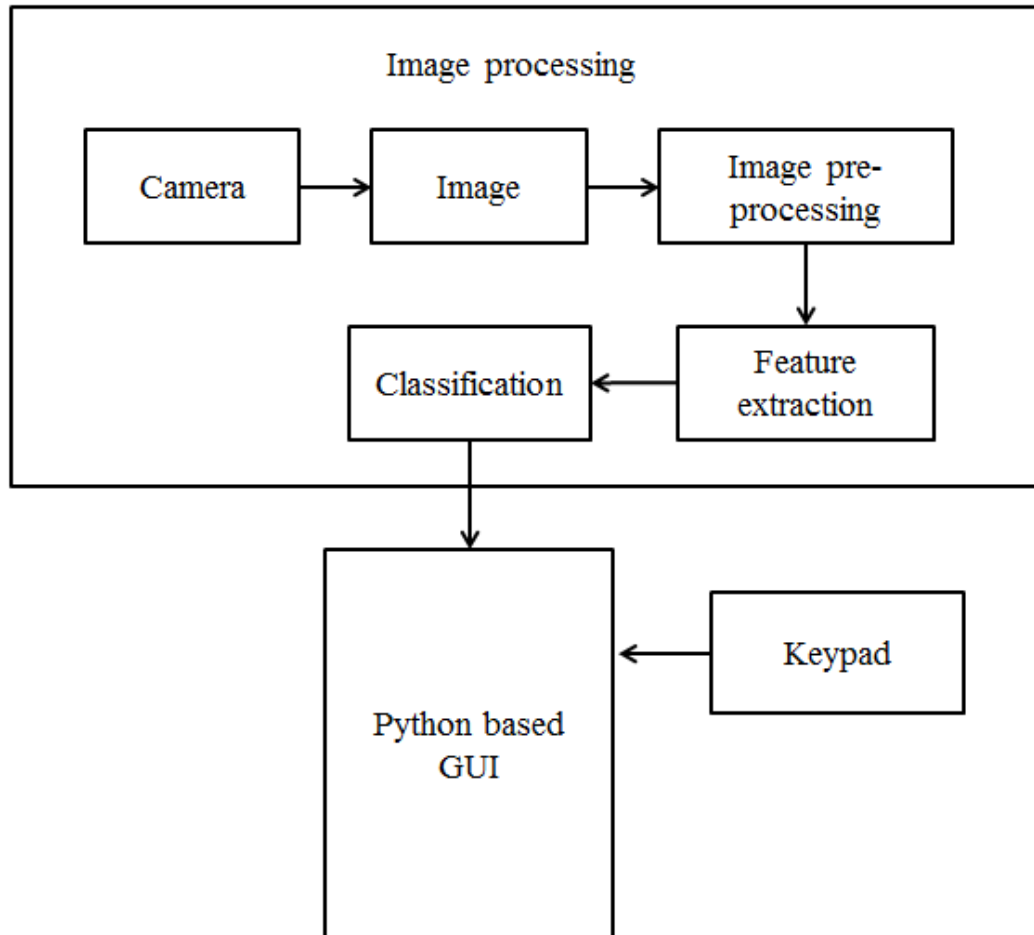 Image processing
Camera
Image
Image pre-
processing
Classification
Feature
extraction
Keypad
Python based
GUI